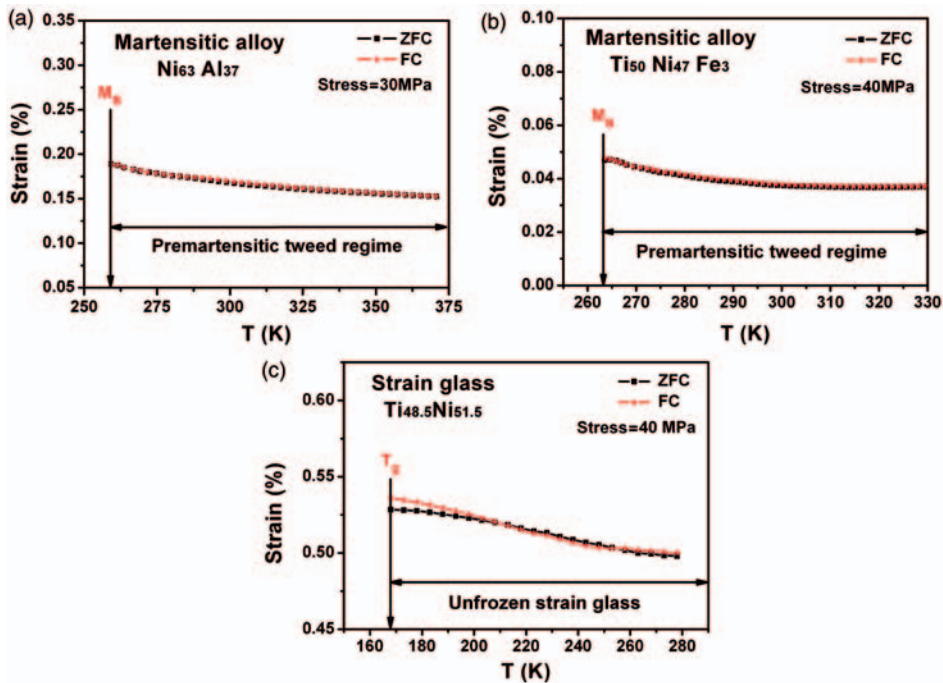 (a)
Martensitic alloy
Ni63 Al37
ZFC
FC
Stress=30MPa
Ms
Premartensitic tweed regime
Strain (%)
0.35
0.30
0.25
0.20
0.15
0.10
0.05
250 275 300 325 350 375
T (K)
(b)
Martensitic alloy
Ti50 Ni47 Fe3
ZFC
FC
Stress=40MPa
Ms
Premartensitic tweed regime
Strain (%)
0.10
0.08
0.06
0.04
0.02
0.00
260 270 280 290 300 310 320 330
T (K)
(c)
Strain glass
Ti48.5Ni51.5
ZFC
FC
Stress=40 MPa
Tg
Unfrozen strain glass
Strain (%)
0.60
0.55
0.50
0.45
160 180 200 220 240 260 280
T (K)